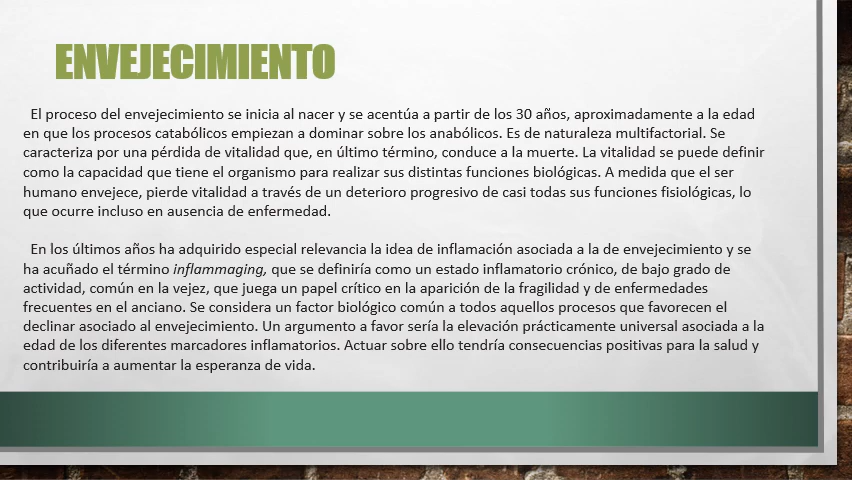 ENVEJECIMIENTO
El proceso del envejecimiento se inicia al nacer y se acentúa a partir de los 30 años, aproximadamente a la edad
en que los procesos catabólicos empiezan a dominar sobre los anabólicos. Es de naturaleza multifactorial. Se
caracteriza por una pérdida de vitalidad que, en último término, conduce a la muerte. La vitalidad se puede definir
como la capacidad que tiene el organismo para realizar sus distintas funciones biológicas. A medida que el ser
humano envejece, pierde vitalidad a través de un deterioro progresivo de casi todas sus funciones fisiológicas, lo
que ocurre incluso en ausencia de enfermedad.
En los últimos años ha adquirido especial relevancia la idea de inflamación asociada a la de envejecimiento y se
ha acuñado el término inflammaging, que se definiría como un estado inflamatorio crónico, de bajo grado de
actividad, común en la vejez, que juega un papel crítico en la aparición de la fragilidad y de enfermedades
frecuentes en el anciano. Se considera un factor biológico común a todos aquellos procesos que favorecen el
declinar asociado al envejecimiento. Un argumento a favor sería la elevación prácticamente universal asociada a la
edad de los diferentes marcadores inflamatorios. Actuar sobre ello tendría consecuencias positivas para la salud y
contribuiría a aumentar la esperanza de vida.